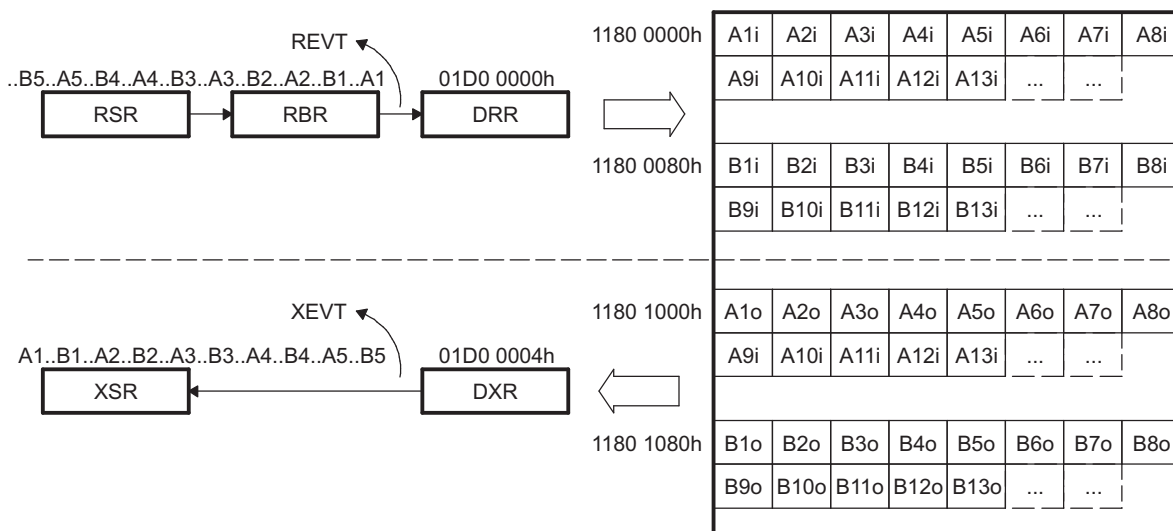 REVT
..B5..A5..B4..A4..B3..A3..B2..A2..B1..A1
01D0 0000h
RSR
RBR
DRR
1180 0000h
A1i A2i A3i A4i A5i A6i A7i A8i
A9i A10i A11i A12i A13i ... ...
1180 0080h
B1i B2i B3i B4i B5i B6i B7i B8i
B9i B10i B11i B12i B13i ... ...
XEVT
A1..B1..A2..B2..A3..B3..A4..B4..A5..B5
01D0 0004h
XSR
DXR
1180 1000h
A1o A2o A3o A4o A5o A6o A7o A8o
A9i A10i A11i A12i A13i ... ...
1180 1080h
B1o B2o B3o B4o B5o B6o B7o B8o
B9o B10o B11o B12o B13o ... ...